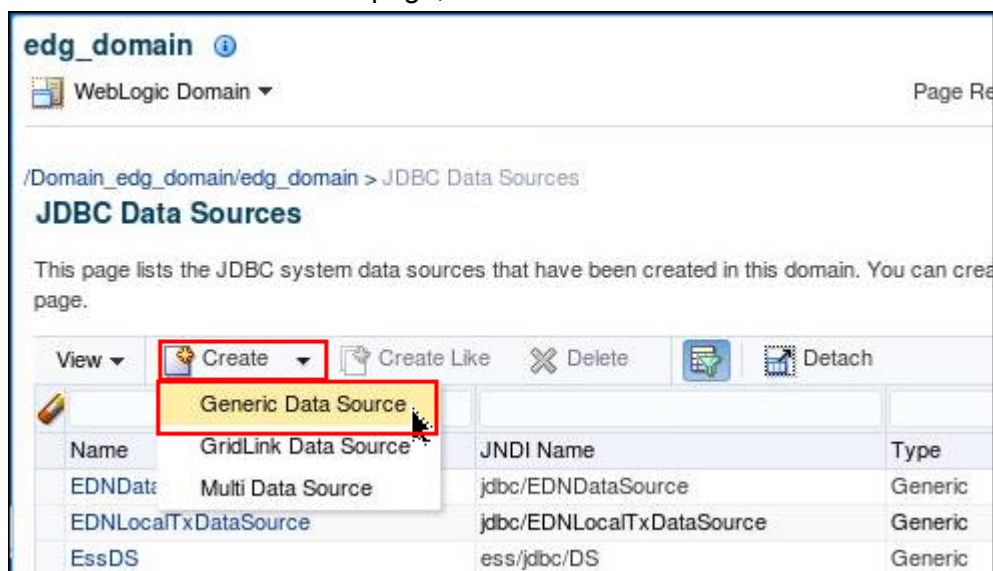 edg_domain
WebLogic Domain
Page Re
/Domain_edg_domain/edg_domain > JDBC Data Sources
JDBC Data Sources
This page lists the JDBC system data sources that have been created in this domain. You can crea
page.
View Create Create Like Delete Detach
Generic Data Source
GridLink Data Source
Multi Data Source
Name JNDI Name Type
EDNData jdbc/EDNDataSource Generic
EDNLocalTxDataSource jdbc/EDNLocalTxDataSource Generic
EssDS ess/jdbc/DS Generic